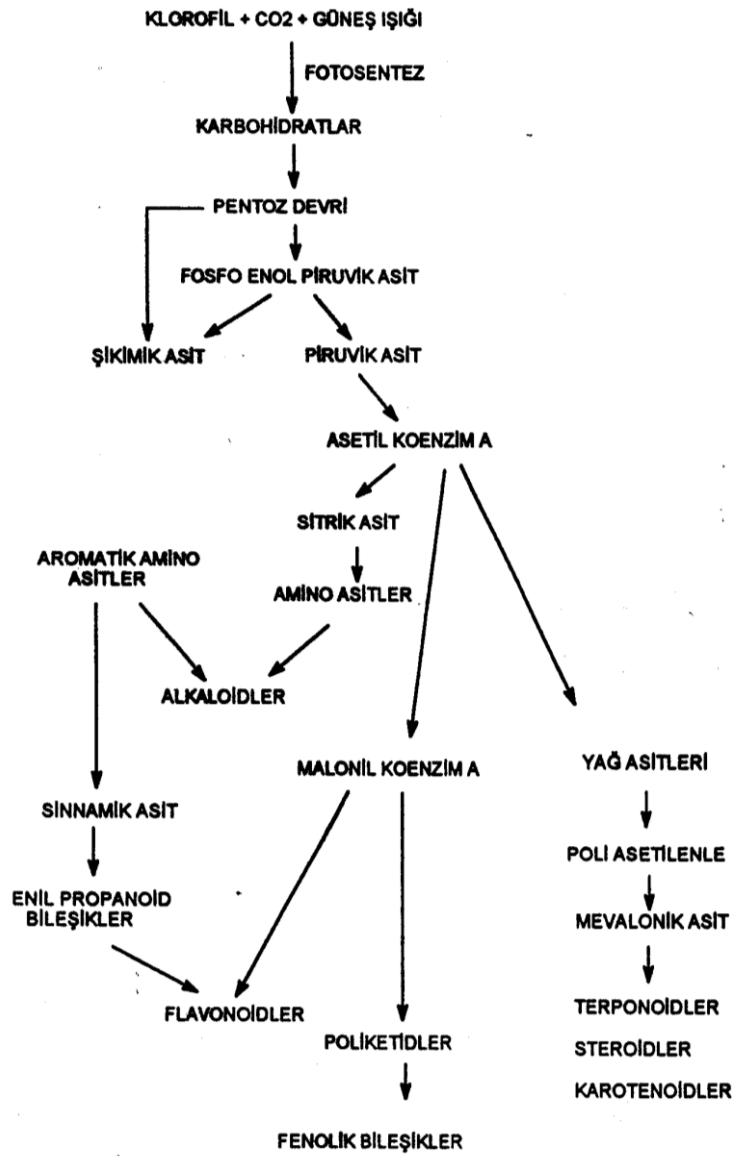 KLOROFİL + CO2 + GÜNEŞ IŞIĞI
FOTOSENTEZ
KARBOHİDRATLAR
PENTOZ DEVRİ
FOSFO ENOL PİRUVİK ASİT
ŞİKİMİK ASİT
PİRUVİK ASİT
ASETİL KOENZİM A
SİTRİK ASİT
AROMATİK AMİNO
ASİTLER
AMİNO ASİTLER
ALKALOİDLER
MALONİL KOENZİM A
YAĞ ASİTLERİ
SİNNAMİK ASİT
POLİ ASETİLENLE
ENİL PROPANOİD
BİLEŞİKLER
MEVALONİK ASİT
FLAVONOİDLER
TERPONOİDLER
POLİKETİDLER
STEROİDLER
KAROTENOİDLER
FENOLİK BİLEŞİKLER